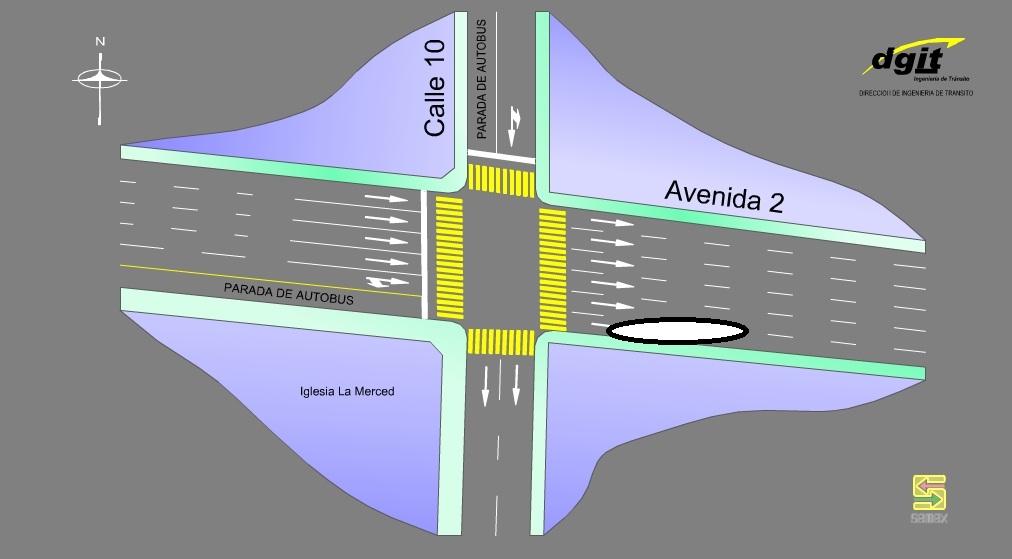 N
Calle 10
PARADA DE AUTOBUS
dgit
Ingeniería de Tránsito
DIRECCION DE INGENIERIA DE TRANSITO
Avenida 2
PARADA DE AUTOBUS
Iglesia La Merced